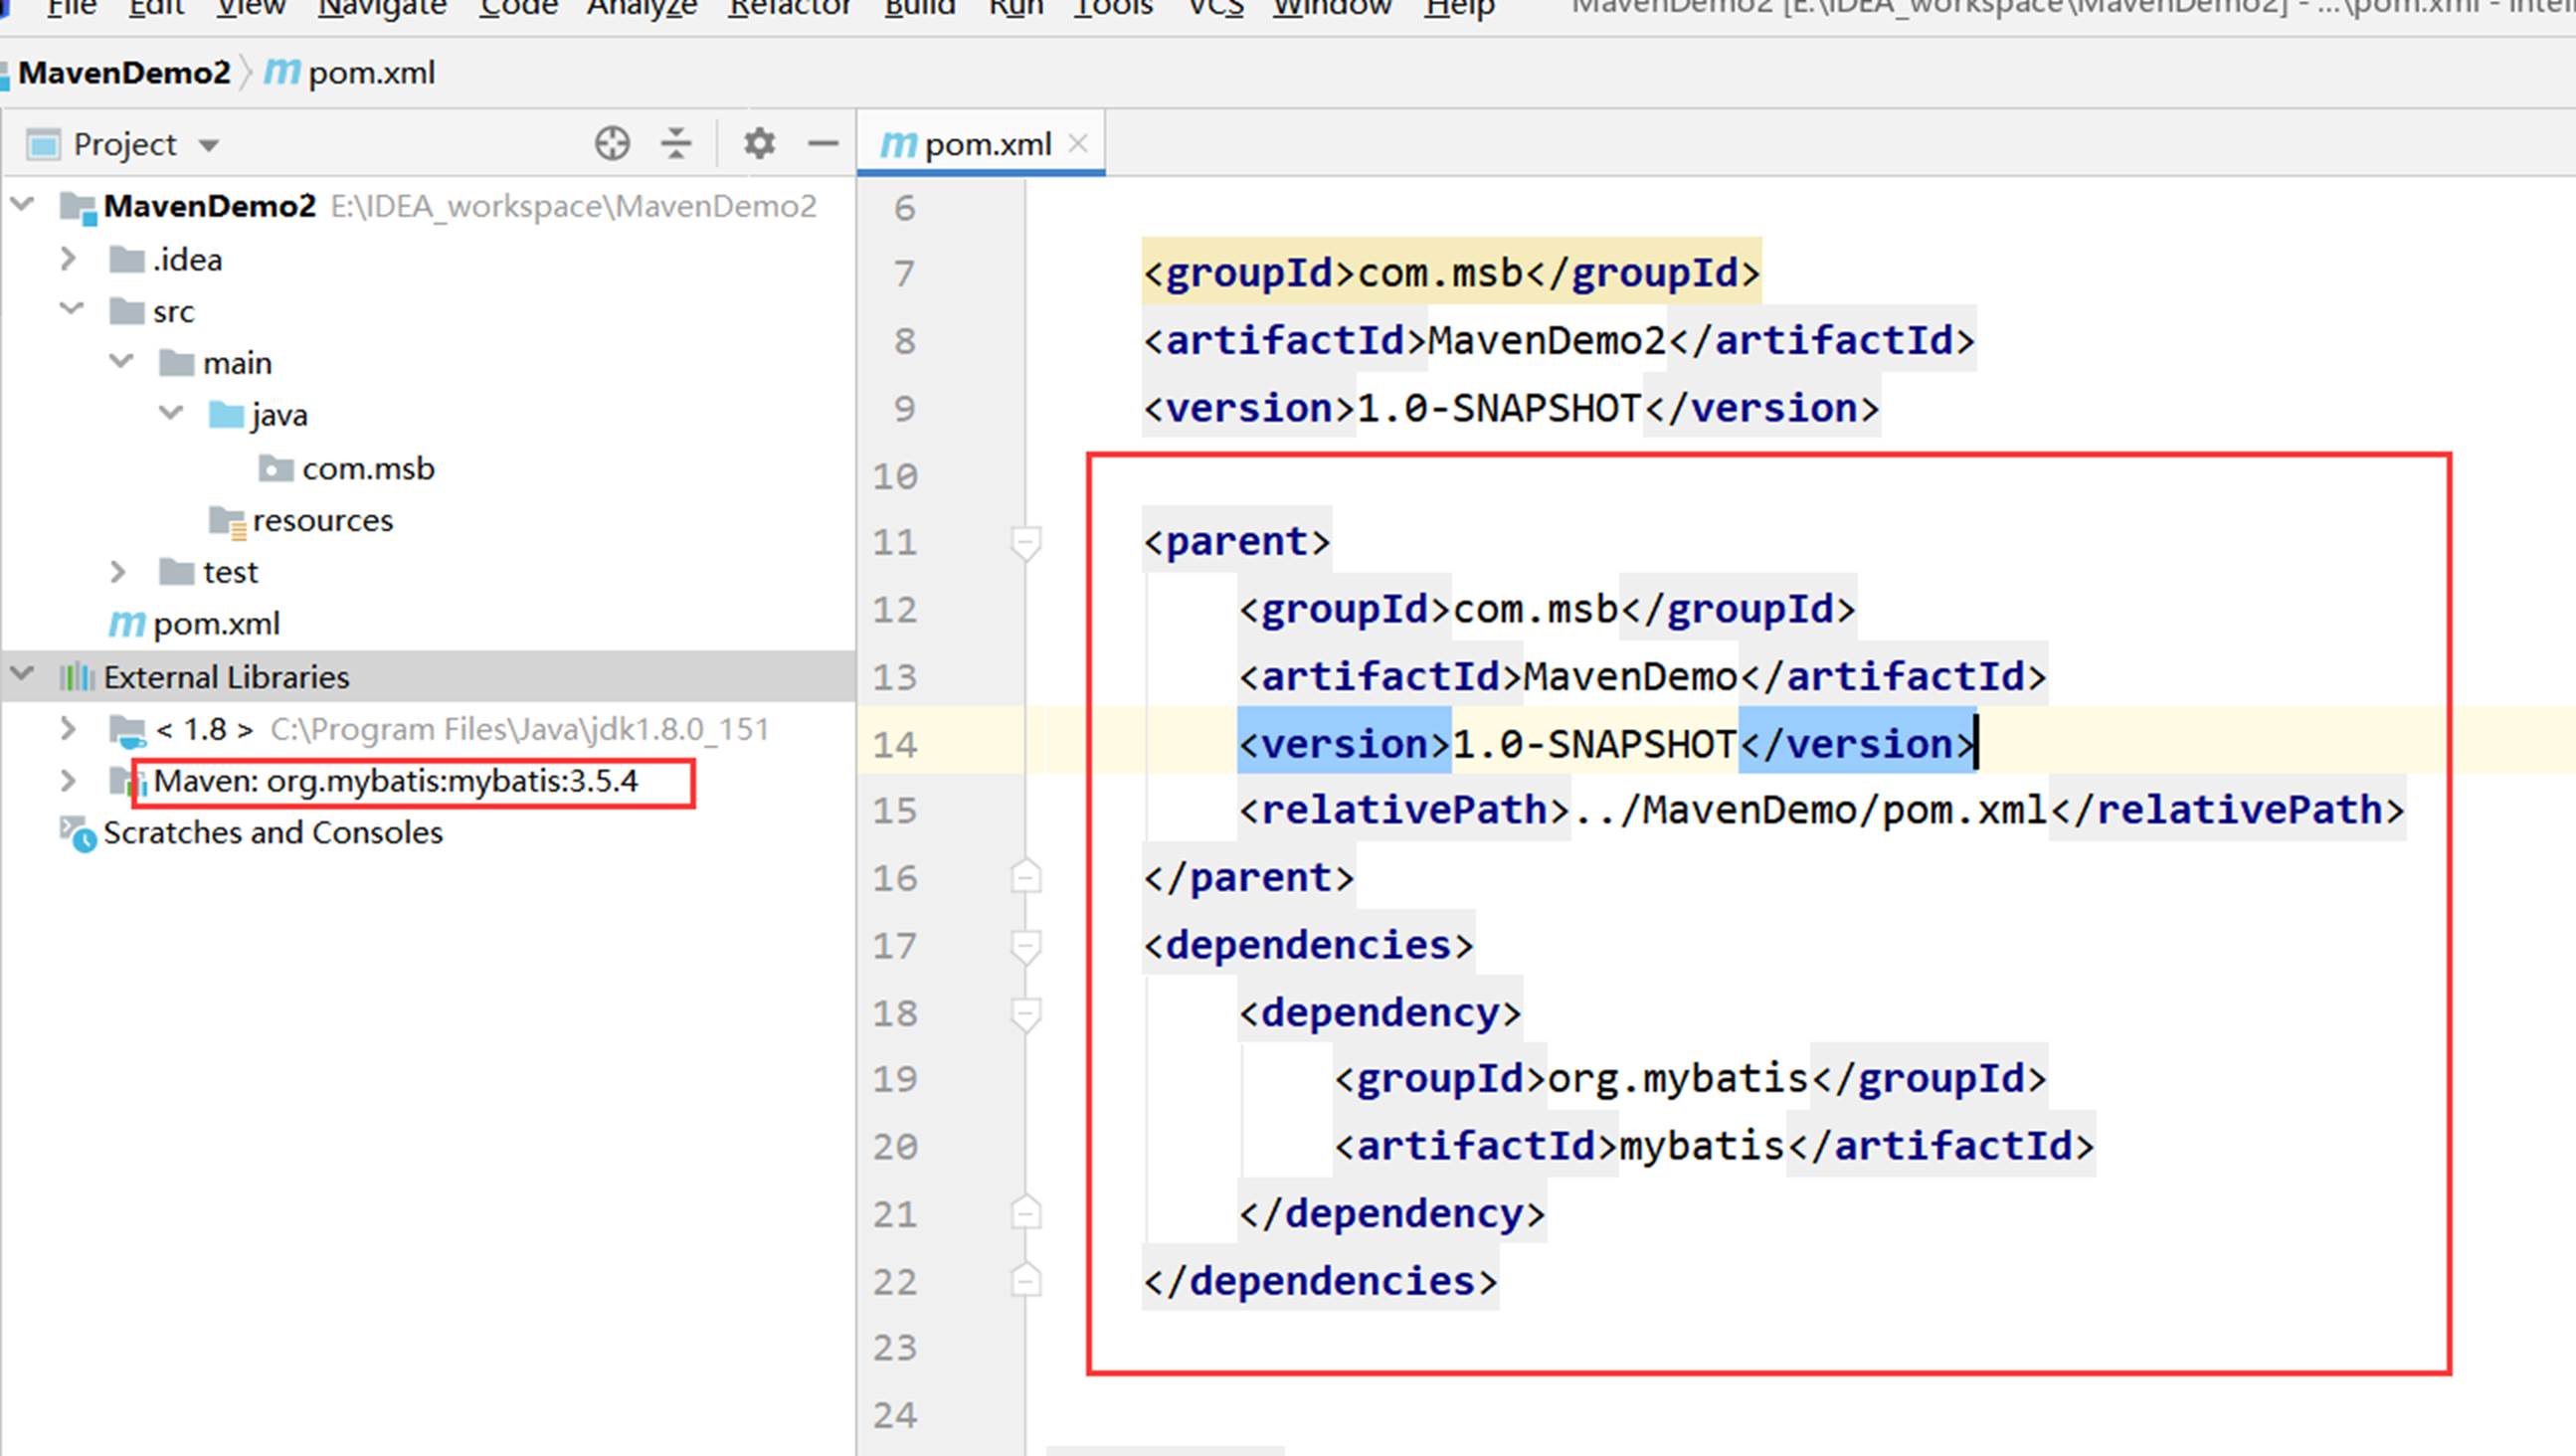 File Edit View Navigate Code Analyze Refactor Build Run Tools VCS Window Help MavenDemo2 [E:\IDEA_workspace\MavenDemo2] - ...\pom.xml - Intelli
MavenDemo2 pom.xml
Project
pom.xml
MavenDemo2 E:\IDEA_workspace\MavenDemo2
.idea
src
main
java
com.msb
resources
test
pom.xml
External Libraries
< 1.8 > C:\Program Files\Java\jdk1.8.0_151
Maven: org.mybatis:mybatis:3.5.4
Scratches and Consoles
6
7 <groupId>com.msb</groupId>
8 <artifactId>MavenDemo2</artifactId>
9 <version>1.0-SNAPSHOT</version>
10
11 <parent>
12 <groupId>com.msb</groupId>
13 <artifactId>MavenDemo</artifactId>
14 <version>1.0-SNAPSHOT</version>
15 <relativePath>../MavenDemo/pom.xml</relativePath>
16 </parent>
17 <dependencies>
18 <dependency>
19 <groupId>org.mybatis</groupId>
20 <artifactId>mybatis</artifactId>
21 </dependency>
22 </dependencies>
23
24